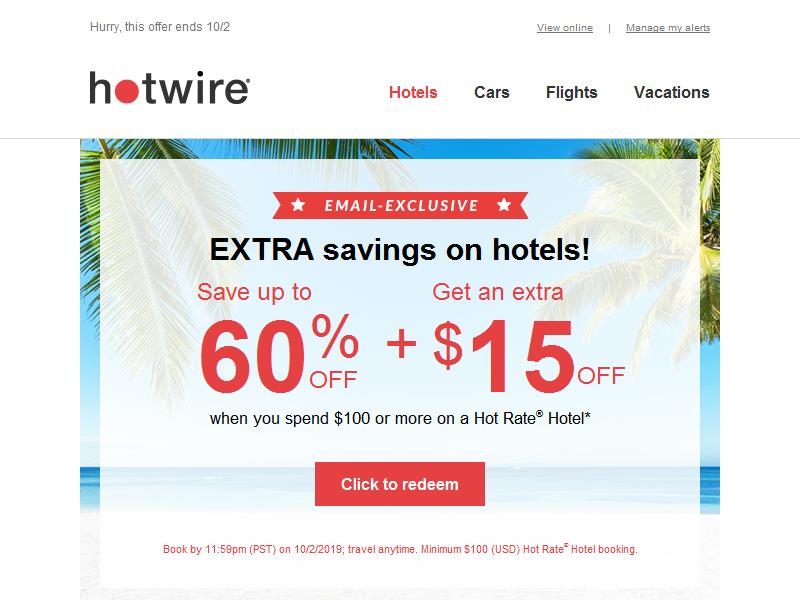 Hurry, this offer ends 10/2
View online | Manage my alerts
hotwire®
Hotels Cars Flights Vacations
EMAIL-EXCLUSIVE
EXTRA savings on hotels!
Save up to Get an extra
60% OFF + $15 OFF
when you spend $100 or more on a Hot Rate® Hotel*
Click to redeem
Book by 11:59pm (PST) on 10/2/2019; travel anytime. Minimum $100 (USD) Hot Rate® Hotel booking.